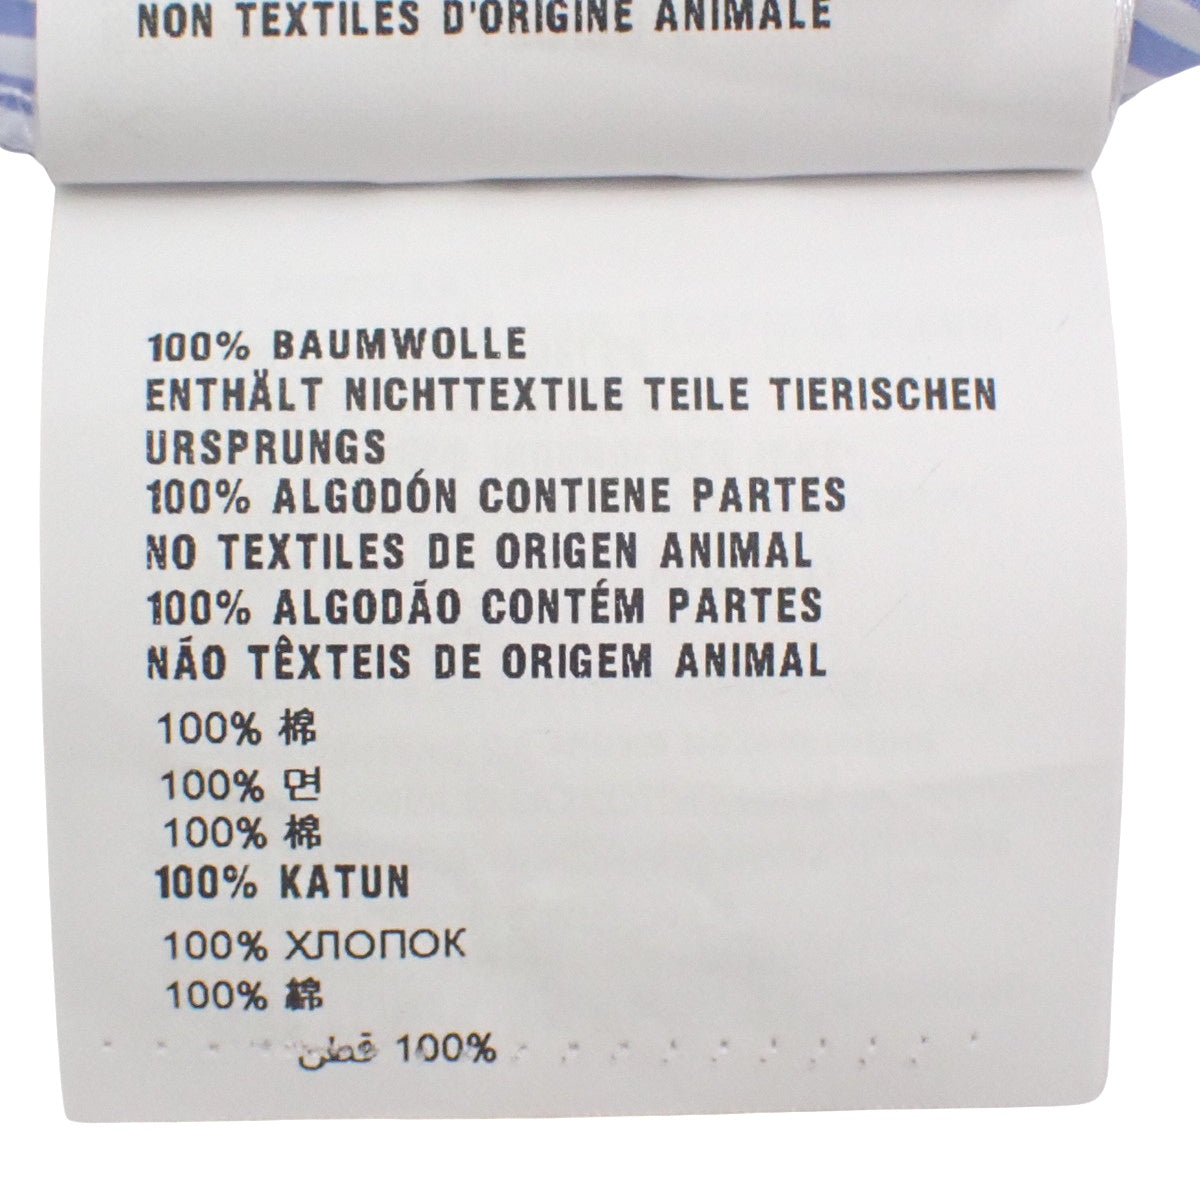 NON TEXTILES D'ORIGINE ANIMALE
100% BAUMWOLLE
ENTHÄLT NICHTTEXTILE TEILE TIERISCHEN
URSPRUNGS
100% ALGODÓN CONTIENE PARTES
NO TEXTILES DE ORIGEN ANIMAL
100% ALGODÃO CONTÉM PARTES
NÃO TÊXTEIS DE ORIGEM ANIMAL
100% 棉
100% 면
100% 棉
100% KATUN
100% ХЛОПОК
100% 綿
100% قطن